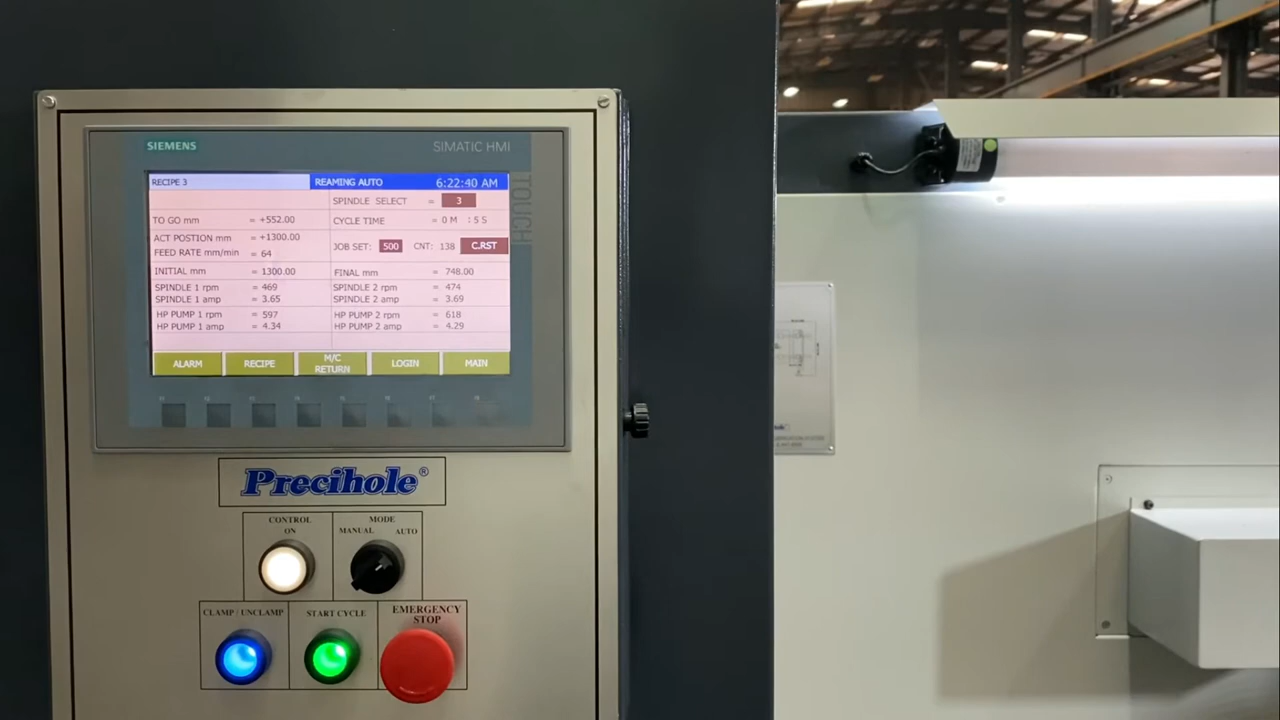 SIEMENS
SIMATIC HMI
TOUCH
RECIPE 3 REAMING AUTO 6:22:40 AM
SPINDLE SELECT = 3
TO GO mm = +552.00 CYCLE TIME = 0 M : 5 S
ACT POSTION mm = +1300.00
JOB SET: 500 CNT: 138 C.RST
FEED RATE mm/min = 64
INITIAL mm = 1300.00 FINAL mm = 748.00
SPINDLE 1 rpm = 469 SPINDLE 2 rpm = 474
SPINDLE 1 amp = 3.65 SPINDLE 2 amp = 3.69
HP PUMP 1 rpm = 597 HP PUMP 2 rpm = 618
HP PUMP 1 amp = 4.34 HP PUMP 2 amp = 4.29
ALARM RECIPE M/C RETURN LOGIN MAIN
Precihole®
CONTROL
ON
MODE
MANUAL AUTO
CLAMP / UNCLAMP
START CYCLE
EMERGENCY
STOP